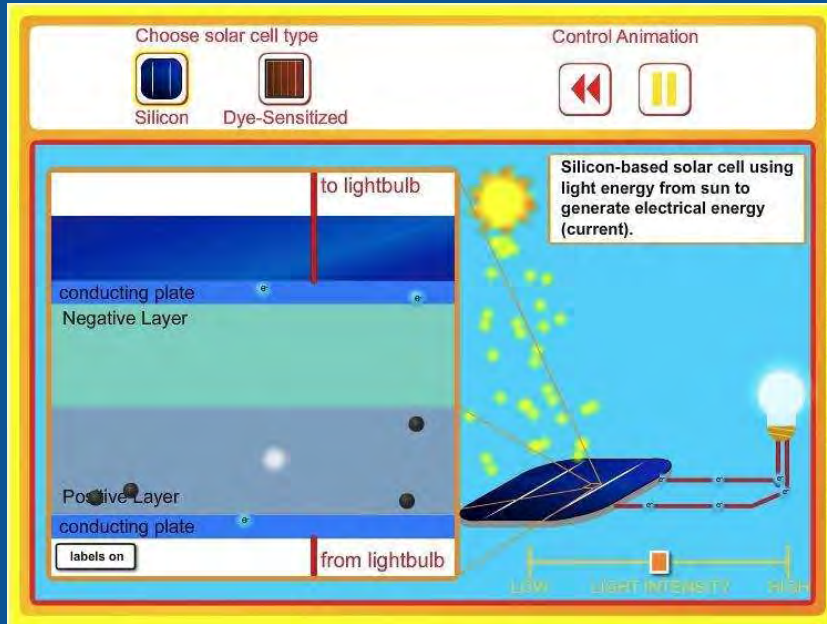 Choose solar cell type
Control Animation
Silicon
Dye-Sensitized
to lightbulb
conducting plate
e-
e-
Negative Layer
Positive Layer
e-
conducting plate
labels on
from lightbulb
Silicon-based solar cell using
light energy from sun to
generate electrical energy
(current).
e-
e-
e-
e-
e-
LOW
LIGHT INTENSITY
HIGH